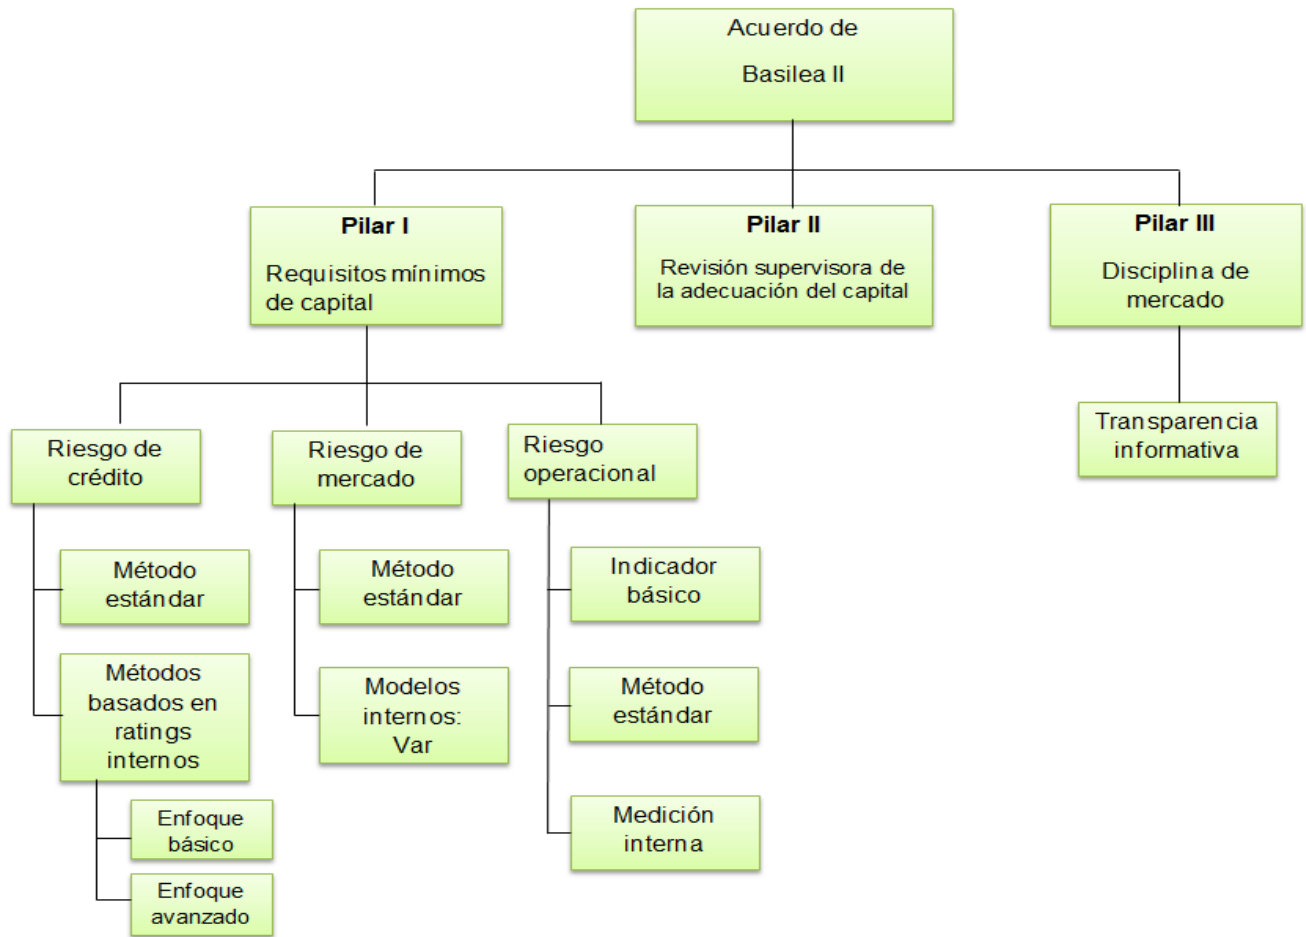 Acuerdo de
Basilea II
Pilar I
Requisitos mínimos
de capital
Pilar II
Revisión supervisora de
la adecuación del capital
Pilar III
Disciplina de
mercado
Riesgo de
crédito
Riesgo de
mercado
Riesgo
operacional
Transparencia
informativa
Método
estándar
Métodos
basados en
ratings
internos
Enfoque
básico
Enfoque
avanzado
Método
estándar
Modelos
internos:
Var
Indicador
básico
Método
estándar
Medición
interna